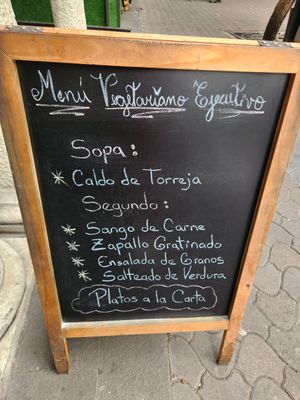 Menú Vegetariano Ejecutivo
Sopa:
* Caldo de Torreja
Segundo:
* Sango de Carne
* Zapallo Gratinado
* Ensalada de Granos
* Salteado de Verdura
Platos a la Carta